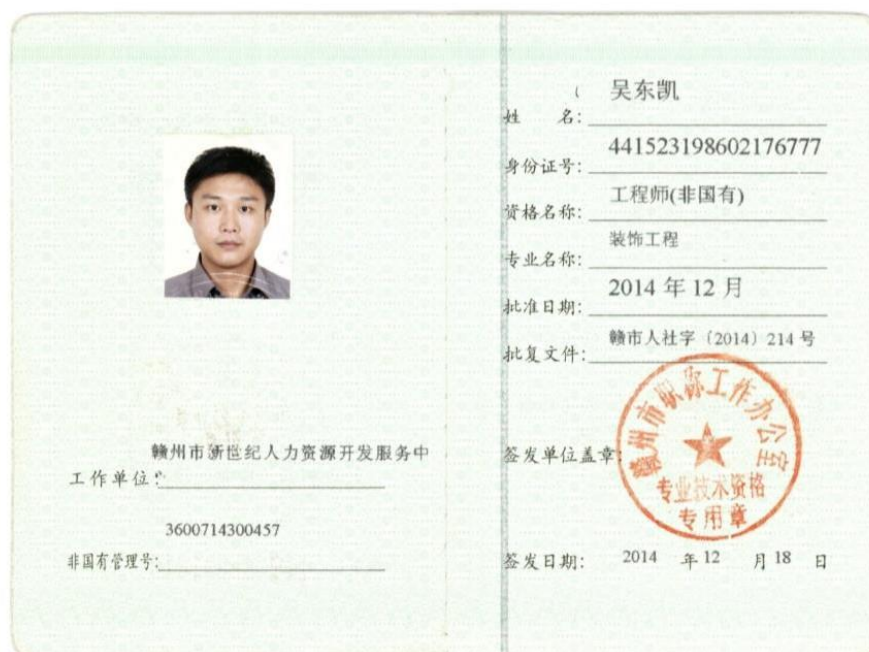 赣州市新世纪人力资源开发服务中
工作单位:
3600714300457
非国有管理号:
姓 名: 吴东凯
身份证号: 441523198602176777
资格名称: 工程师(非国有)
专业名称: 装饰工程
批准日期: 2014 年 12 月
批复文件: 赣市人社字〔2014〕214 号
签发单位盖章:
赣州市职称工作办公室
专业技术资格
专用章
签发日期: 2014 年 12 月 18 日